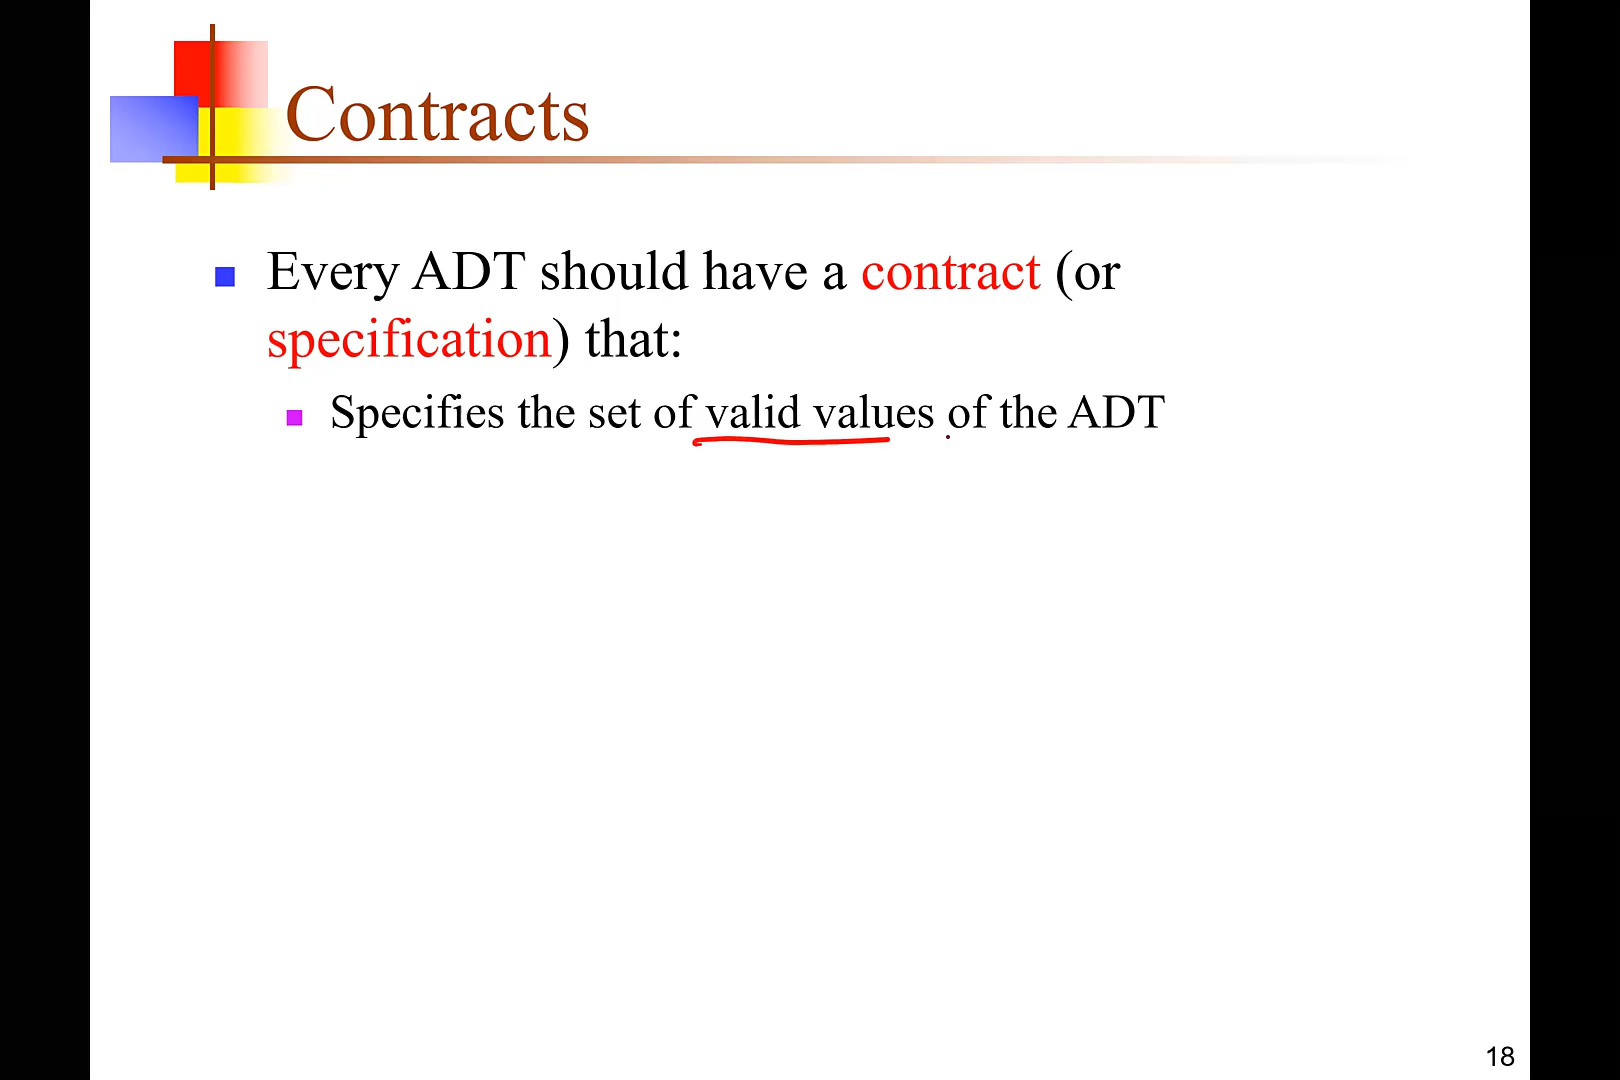 Contracts
Every ADT should have a contract (or
specification) that:
Specifies the set of valid values of the ADT
18